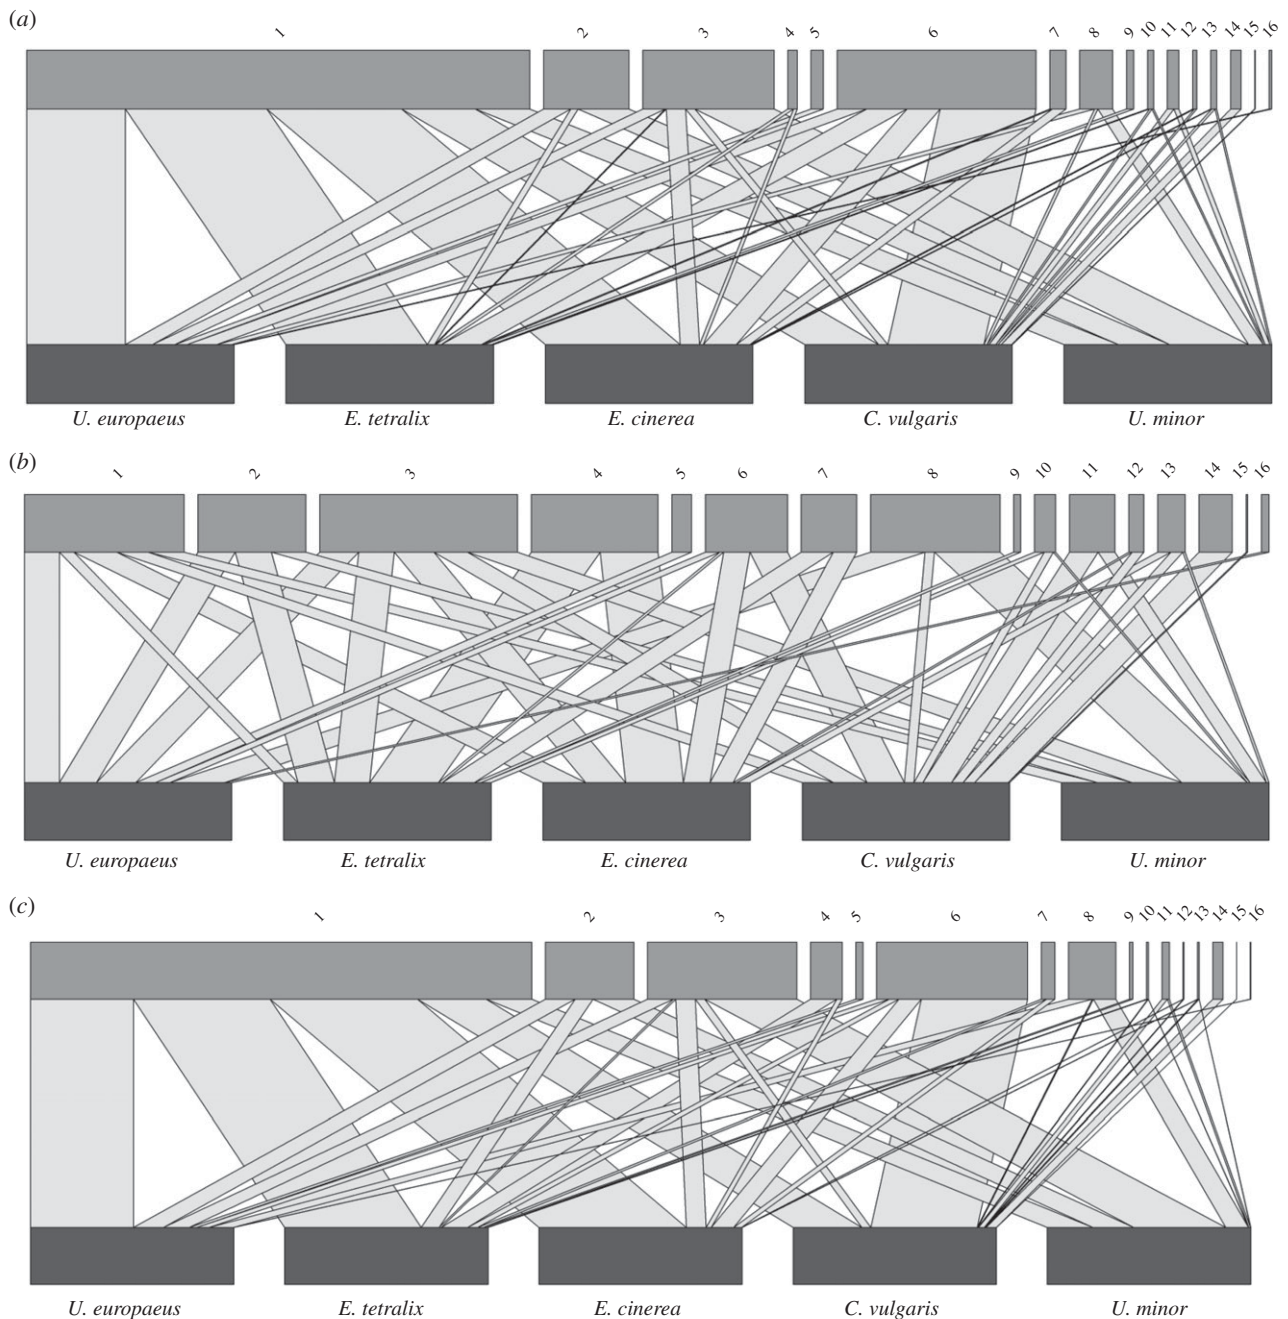 (a)
1 2 3 4 5 6 7 8 9 10 11 12 13 14 15 16
U. europaeus E. tetralix E. cinerea C. vulgaris U. minor
(b)
1 2 3 4 5 6 7 8 9 10 11 12 13 14 15 16
U. europaeus E. tetralix E. cinerea C. vulgaris U. minor
(c)
1 2 3 4 5 6 7 8 9 10 11 12 13 14 15 16
U. europaeus E. tetralix E. cinerea C. vulgaris U. minor